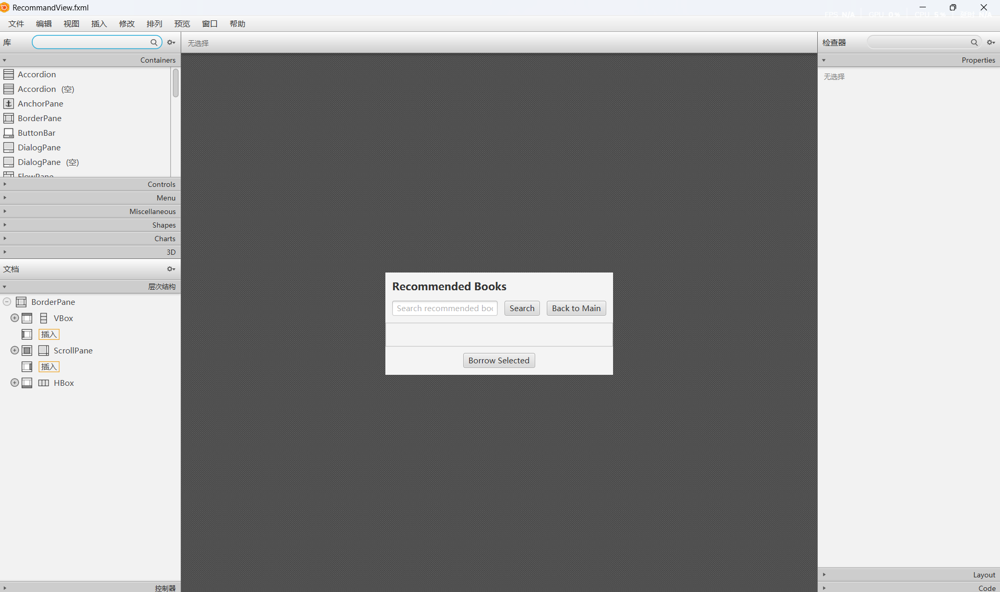 RecommandView.fxml
FPS N/A GPU 0% CPU 5% 延时 N/A
文件 编辑 视图 插入 修改 排列 预览 窗口 帮助
库
无选择
检查器
Containers
Properties
Accordion
无选择
Accordion (空)
AnchorPane
BorderPane
ButtonBar
DialogPane
DialogPane (空)
FlowPane
Controls
Menu
Miscellaneous
Shapes
Charts
3D
文档
层次结构
BorderPane
VBox
插入
ScrollPane
插入
HBox
Recommended Books
Search recommended boo
Search
Back to Main
Borrow Selected
Layout
控制器
Code